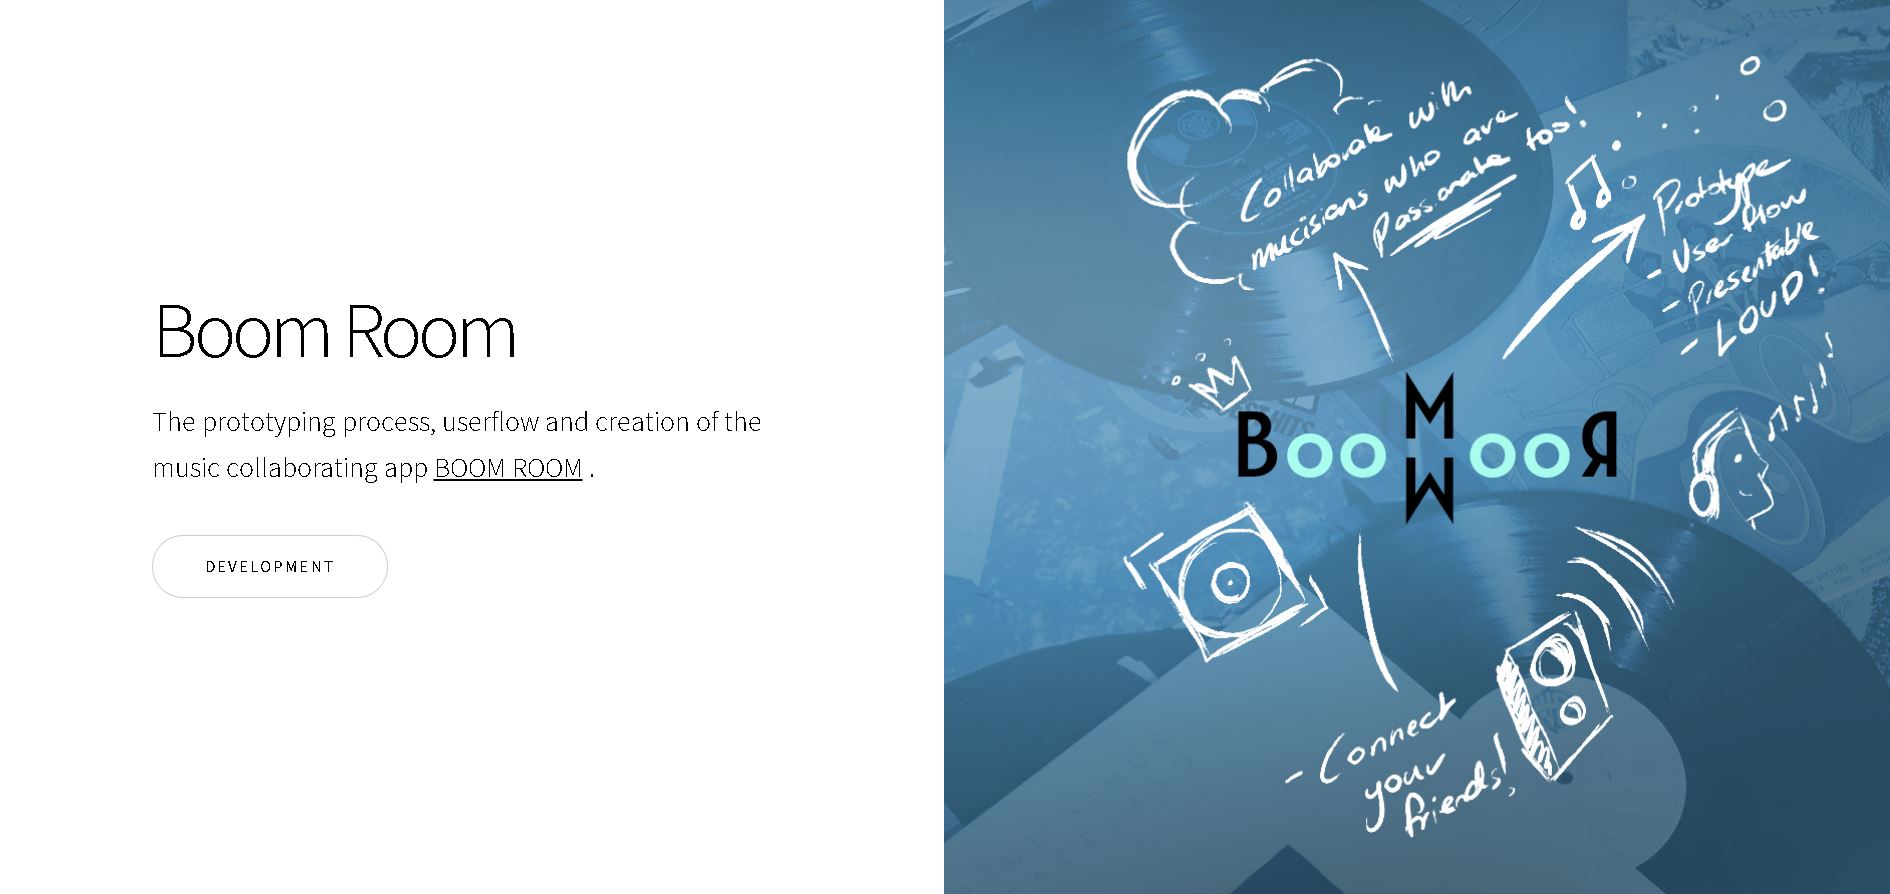 Boom Room
The prototyping process, userflow and creation of the
music collaborating app BOOM ROOM .
DEVELOPMENT
Collaborate with
mucisians who are
Passionate too!
Prototype
- User flow
- Presentable
- LOUD!
BOOM
MOOR
- Connect
your
friends!